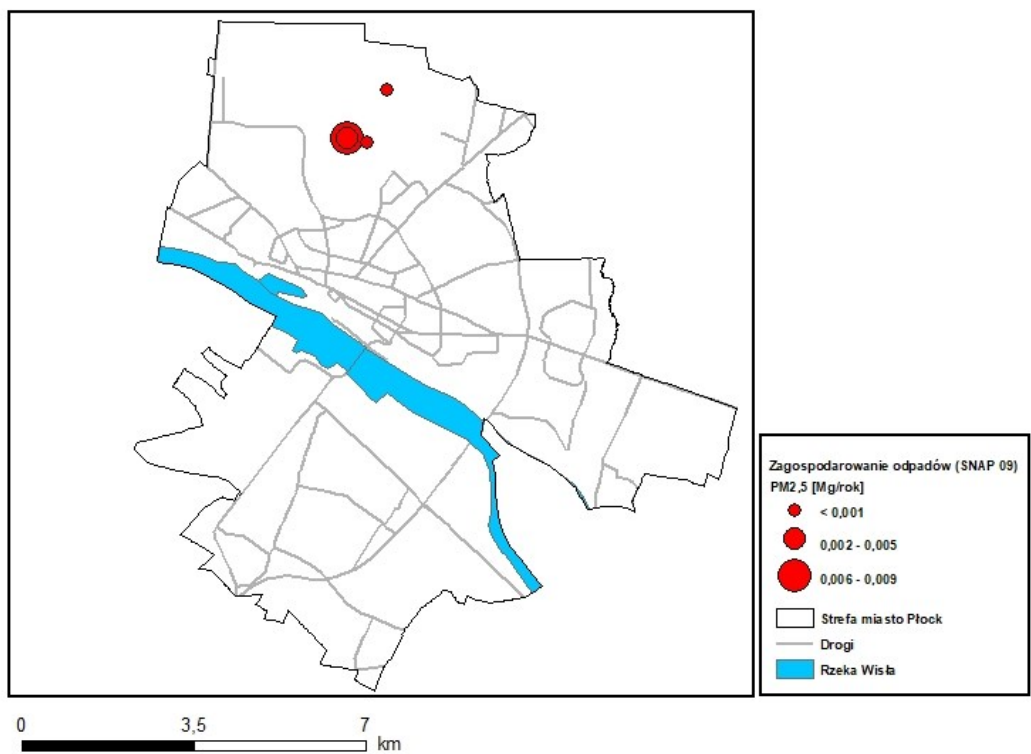 Zagospodarowanie odpadów (SNAP 09)
PM2,5 [Mg/rok]
< 0,001
0,002 - 0,005
0,006 - 0,009
Strefa miasto Płock
Drogi
Rzeka Wisła
0 3,5 7
km